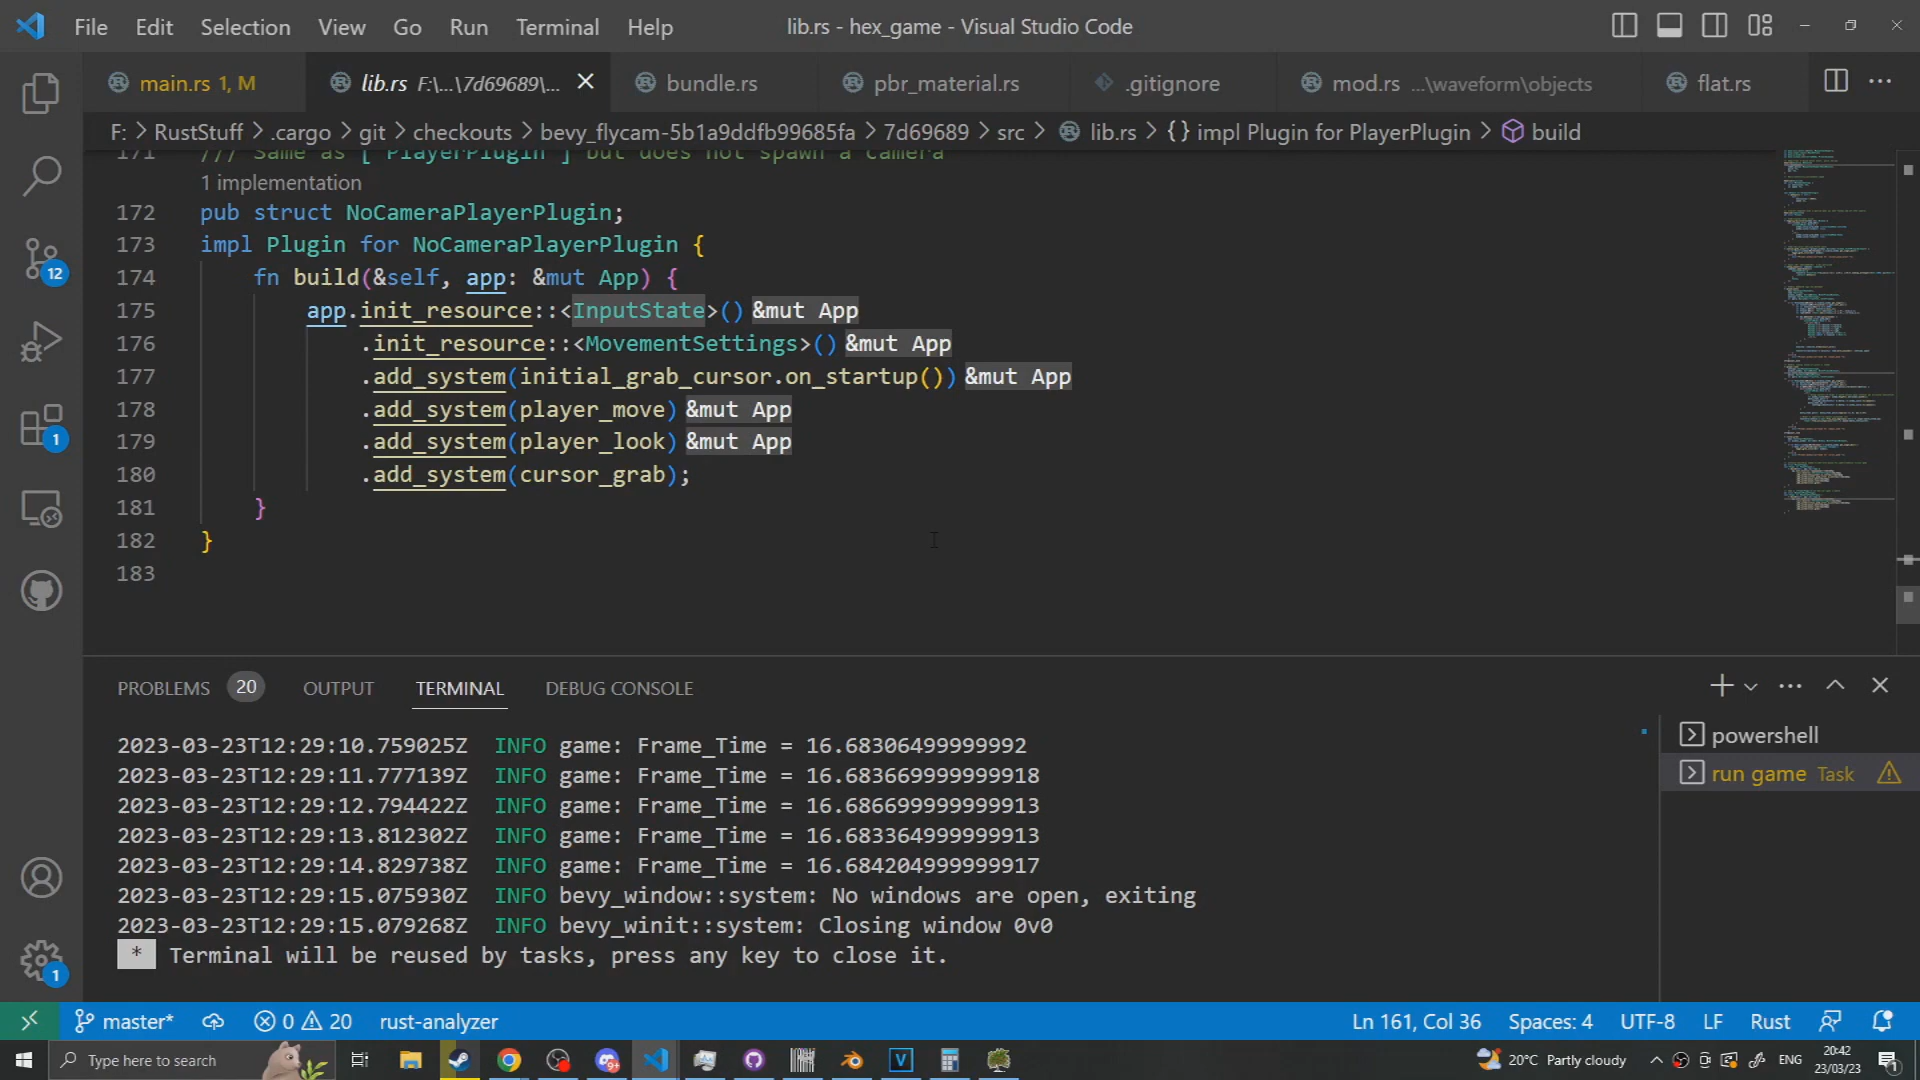 File Edit Selection View Go Run Terminal Help lib.rs - hex_game - Visual Studio Code
main.rs 1, M lib.rs F:\...\7d69689\... bundle.rs pbr_material.rs .gitignore mod.rs ...\waveform\objects flat.rs
F: > RustStuff > .cargo > git > checkouts > bevy_flycam-5b1a9ddfb99685fa > 7d69689 > src > lib.rs > {} impl Plugin for PlayerPlugin > build
171 /// Same as [`PlayerPlugin`] but does not spawn a camera
1 implementation
172 pub struct NoCameraPlayerPlugin;
173 impl Plugin for NoCameraPlayerPlugin {
174 fn build(&self, app: &mut App) {
175 app.init_resource::<InputState>() &mut App
176 .init_resource::<MovementSettings>() &mut App
177 .add_system(initial_grab_cursor.on_startup()) &mut App
178 .add_system(player_move) &mut App
179 .add_system(player_look) &mut App
180 .add_system(cursor_grab);
181 }
182 }
183
12
1
1
PROBLEMS 20 OUTPUT TERMINAL DEBUG CONSOLE
2023-03-23T12:29:10.759025Z INFO game: Frame_Time = 16.68306499999992
2023-03-23T12:29:11.777139Z INFO game: Frame_Time = 16.683669999999918
2023-03-23T12:29:12.794422Z INFO game: Frame_Time = 16.686699999999913
2023-03-23T12:29:13.812302Z INFO game: Frame_Time = 16.683364999999913
2023-03-23T12:29:14.829738Z INFO game: Frame_Time = 16.684204999999917
2023-03-23T12:29:15.075930Z INFO bevy_window::system: No windows are open, exiting
2023-03-23T12:29:15.079268Z INFO bevy_winit::system: Closing window 0v0
* Terminal will be reused by tasks, press any key to close it.
powershell
run game Task
master* 0 20 rust-analyzer Ln 161, Col 36 Spaces: 4 UTF-8 LF Rust
Type here to search 9+ V 20°C Partly cloudy ENG 20:42
23/03/23
1